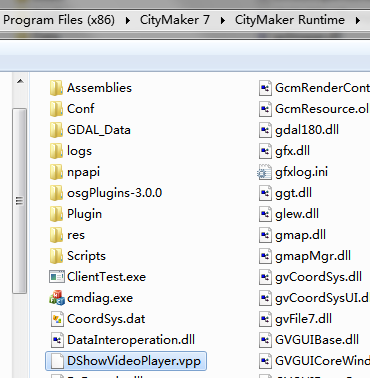 Program Files (x86) CityMaker 7 CityMaker Runtime
Assemblies
Conf
GDAL_Data
logs
npapi
osgPlugins-3.0.0
Plugin
res
Scripts
ClientTest.exe
cmdiag.exe
CoordSys.dat
DataInteroperation.dll
DShowVideoPlayer.vpp
GcmRenderCont
GcmResource.ol
gdal180.dll
gfx.dll
gfxlog.ini
ggt.dll
glew.dll
gmap.dll
gmapMgr.dll
gvCoordSys.dll
gvCoordSysUI.d
gvFile7.dll
GVGUIBase.dll
GVGUICoreWind